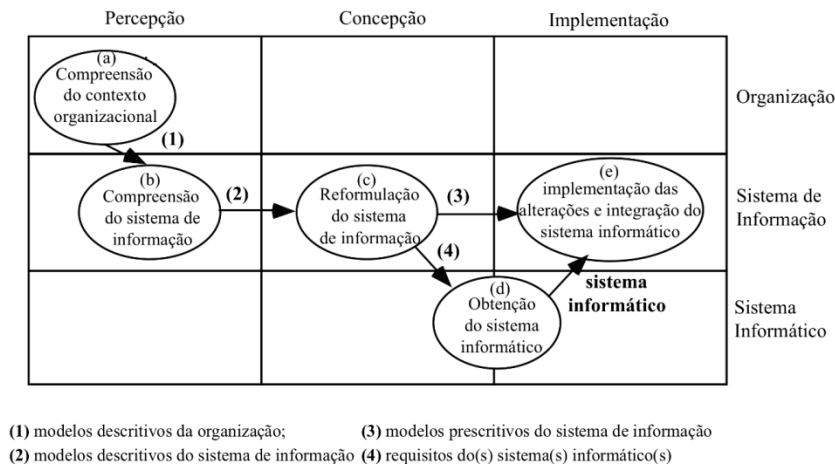 Percepção
Concepção
Implementação
(a)
Compreensão
do contexto
organizacional
Organização
(1)
(b)
Compreensão
do sistema de
informação
(2)
(c)
Reformulação
do sistema
de informação
(3)
(e)
implementação das
alterações e integração do
sistema informático
Sistema de
Informação
(4)
(d)
Obtenção
do sistema
informático
sistema
informático
Sistema
Informático
(1) modelos descritivos da organização;
(3) modelos prescritivos do sistema de informação
(2) modelos descritivos do sistema de informação
(4) requisitos do(s) sistema(s) informático(s)